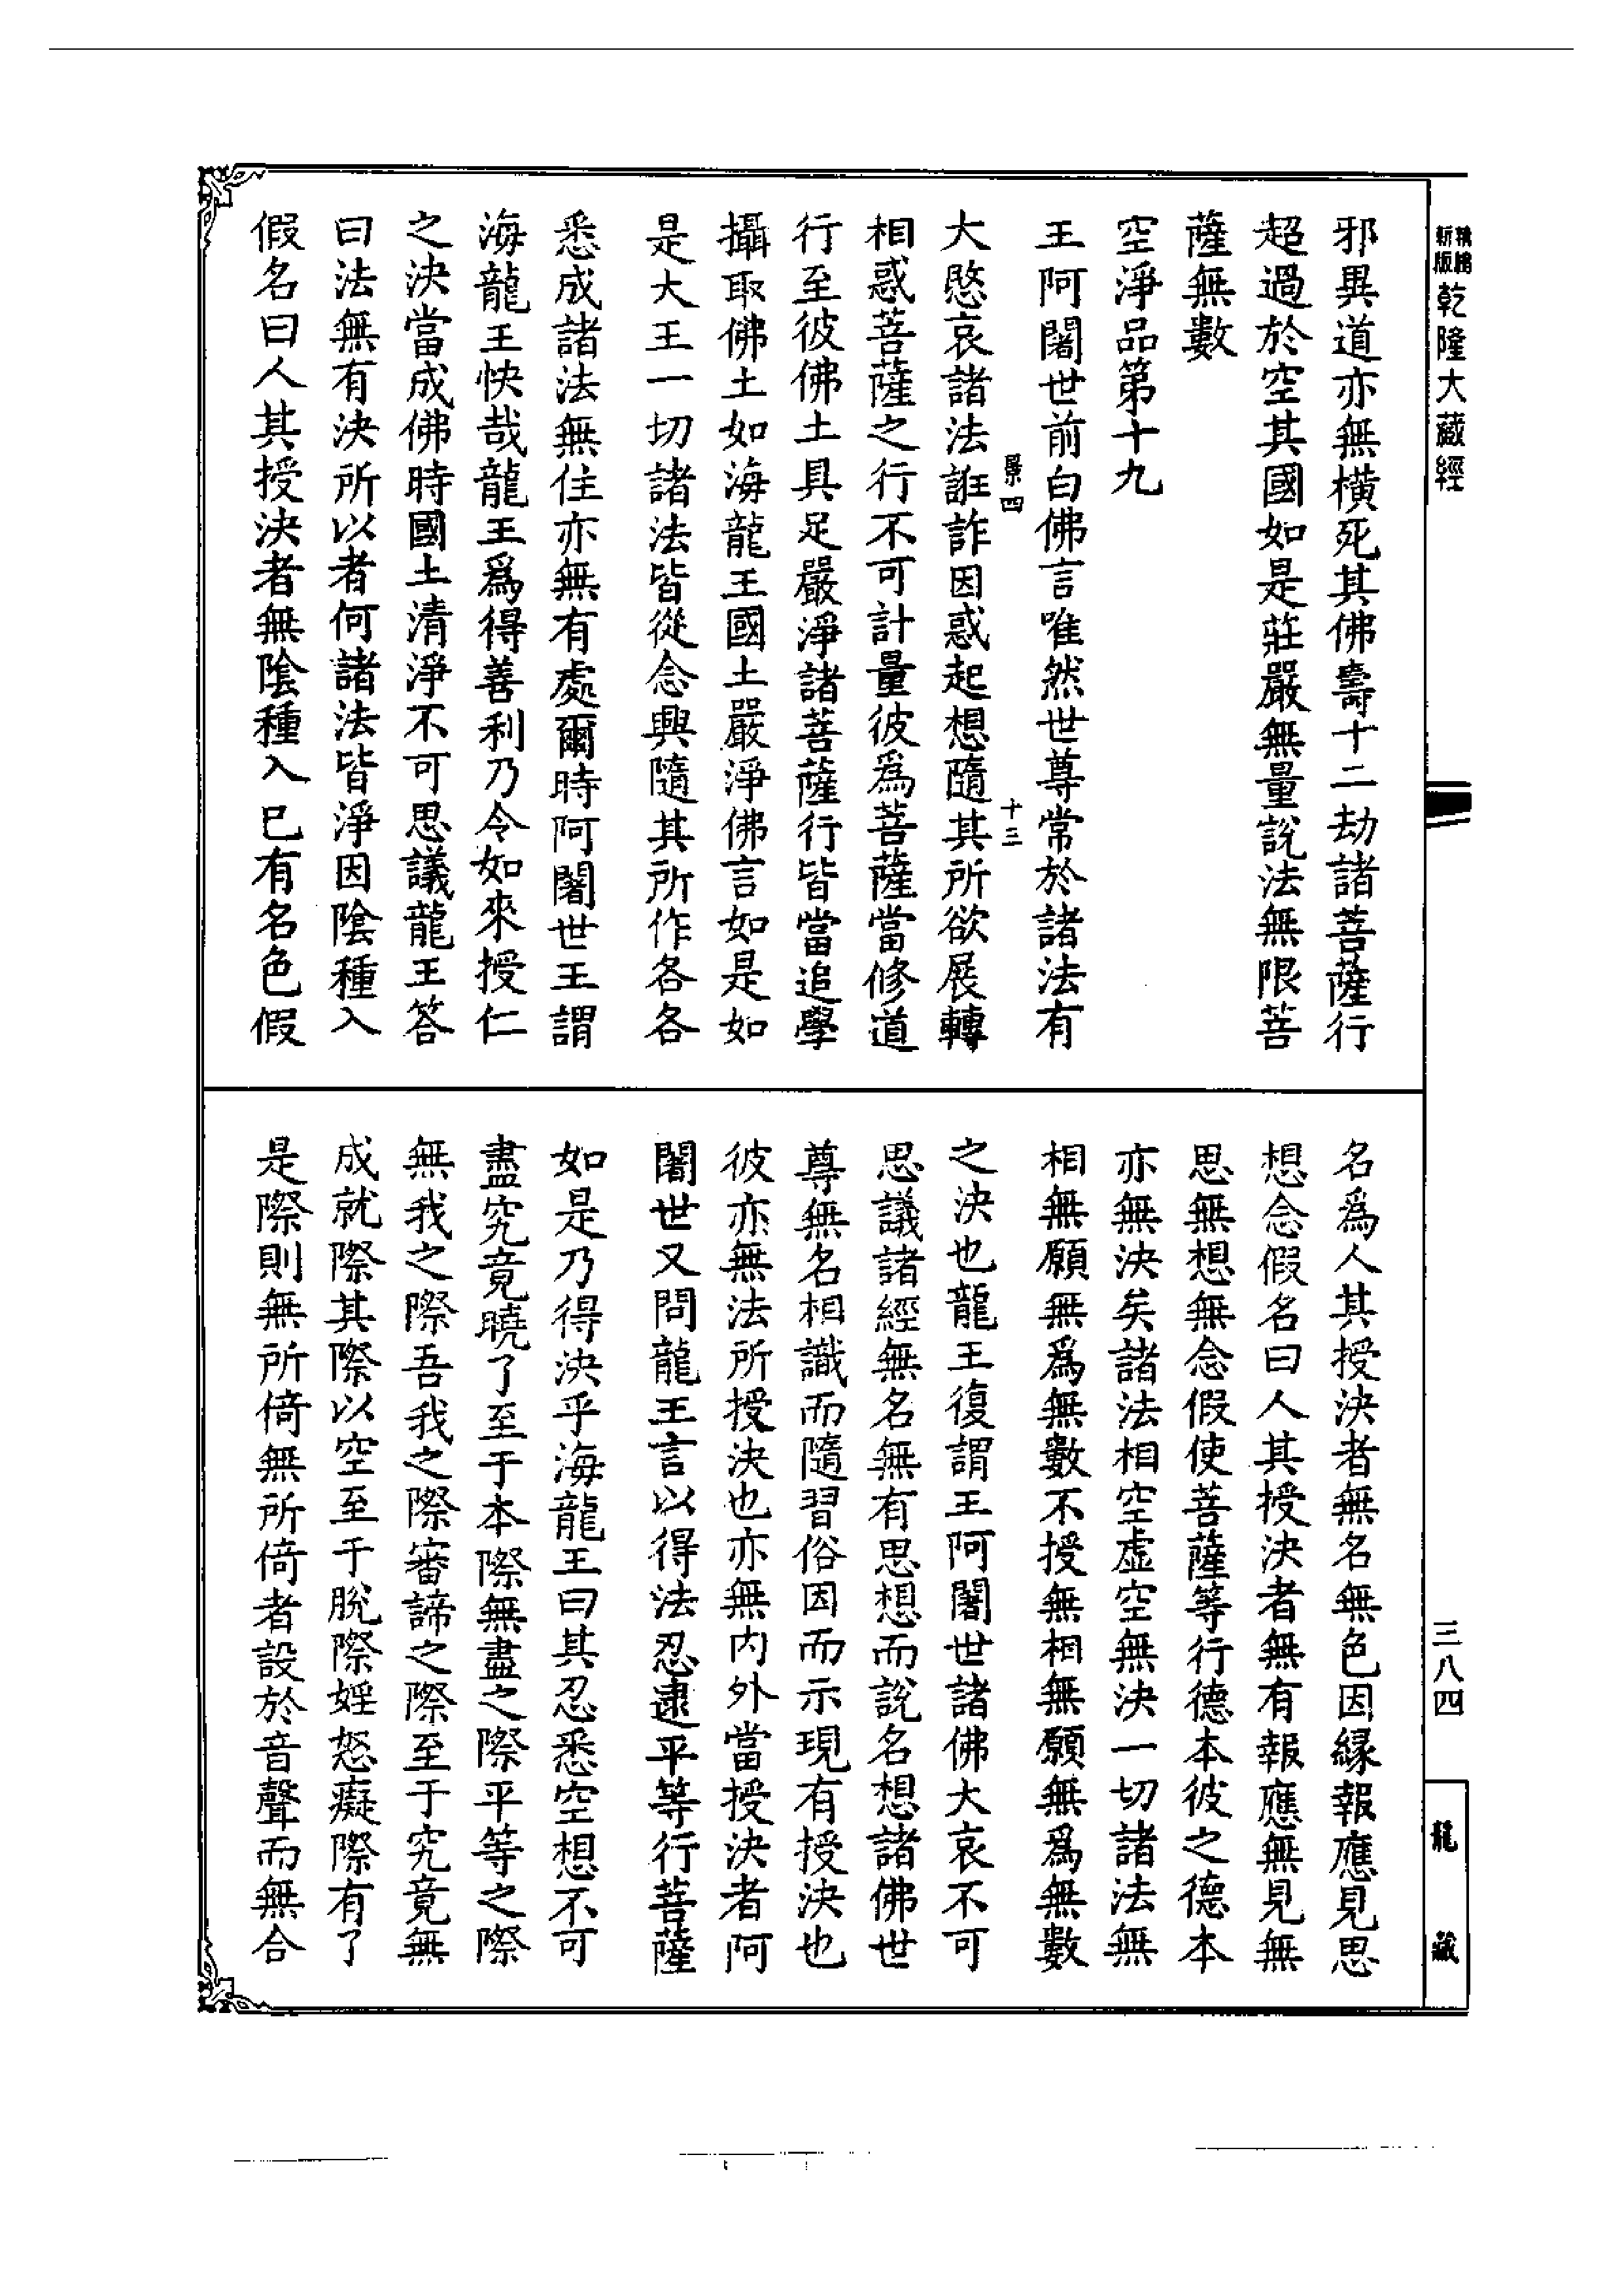 精繕新版乾隆大藏經
三八四
龍藏
邪異道亦無橫死其佛壽十二劫諸菩薩行
超過於空其國如是莊嚴無量說法無限菩
薩無數
空淨品第十九
王阿闍世前白佛言唯然世尊常於諸法有
四
十三
大愍哀諸法誑詐因惑起想隨其所欲展轉
相惑菩薩之行不可計量彼爲菩薩當修道
行至彼佛土具足嚴淨諸菩薩行皆當追學
攝取佛土如海龍王國土嚴淨佛言如是如
是大王一切諸法皆從念興隨其所作各各
悉成諸法無住亦無有處爾時阿闍世王謂
海龍王快哉龍王爲得善利乃令如來授仁
之決當成佛時國土清淨不可思議龍王答
曰法無有決所以者何諸法皆淨因陰種入
假名曰人其授決者無陰種入已有名色假
名爲人其授決者無名無色因緣報應見思
想念假名曰人其授決者無有報應無見無
思無想無念假使菩薩等行德本彼之德本
亦無決矣諸法相空虛空無決一切諸法無
相無願無爲無數不授無相無願無爲無數
之決也龍王復謂王阿闍世諸佛大哀不可
思議諸經無名無有思想而說名想諸佛世
尊無名相識而隨習俗因而示現有授決也
彼亦無法所授決也亦無內外當授決者阿
闍世又問龍王言以得法忍逮平等行菩薩
如是乃得決乎海龍王曰其忍悉空想不可
盡究竟曉了至于本際無盡之際平等之際
無我之際吾我之際審諦之際至于究竟無
成就際其際以空至于脫際婬怒癡際有了
是際則無所倚無所倚者設於音聲而無合